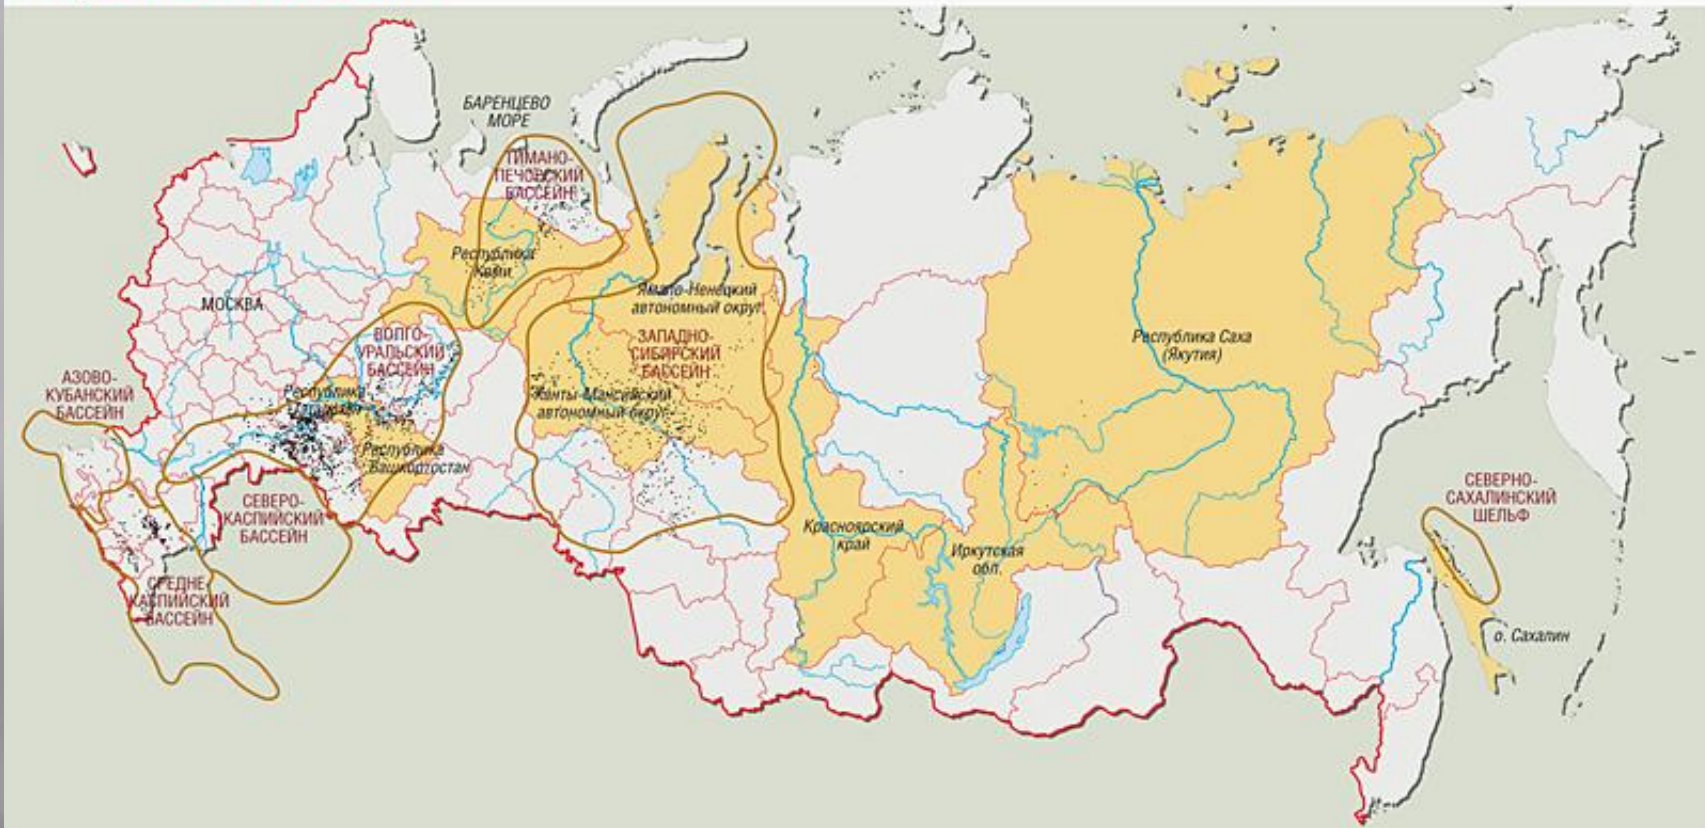 БАРЕНЦЕВО
МОРЕ
ТИМАНО-
ПЕЧОРСКИЙ
БАССЕЙН
Республика
Коми
МОСКВА
ВОЛГО-
УРАЛЬСКИЙ
БАССЕЙН
Ямало-Ненецкий
автономный округ
ЗАПАДНО-
СИБИРСКИЙ
БАССЕЙН
Ханты-Мансийский
автономный округ
Республика Саха
(Якутия)
АЗОВО-
КУБАНСКИЙ
БАССЕЙН
Республика
Татарстан
Республика
Башкортостан
СЕВЕРО-
КАСПИЙСКИЙ
БАССЕЙН
СРЕДНЕ-
КАСПИЙСКИЙ
БАССЕЙН
Красноярский
край
Иркутская
обл.
СЕВЕРНО-
САХАЛИНСКИЙ
ШЕЛЬФ
о. Сахалин